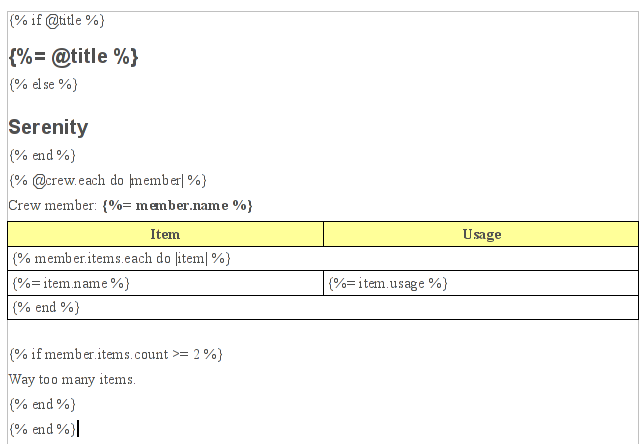 {% if @title %}
{%= @title %}
{% else %}
Serenity
{% end %}
{% @crew.each do |member| %}
Crew member: {%= member.name %}
Item Usage
{% member.items.each do |item| %}
{%= item.name %} {%= item.usage %}
{% end %}
{% if member.items.count >= 2 %}
Way too many items.
{% end %}
{% end %}